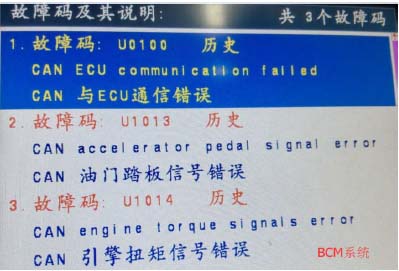 故障码及其说明: 共 3个故障码
1. 故障码: U0100 历史
CAN ECU communication failed
CAN 与ECU通信错误
2. 故障码: U1013 历史
CAN accelerator pedal signal error
CAN 油门踏板信号错误
3. 故障码: U1014 历史
CAN engine torque signals error
CAN 引擎扭矩信号错误
BCM系统